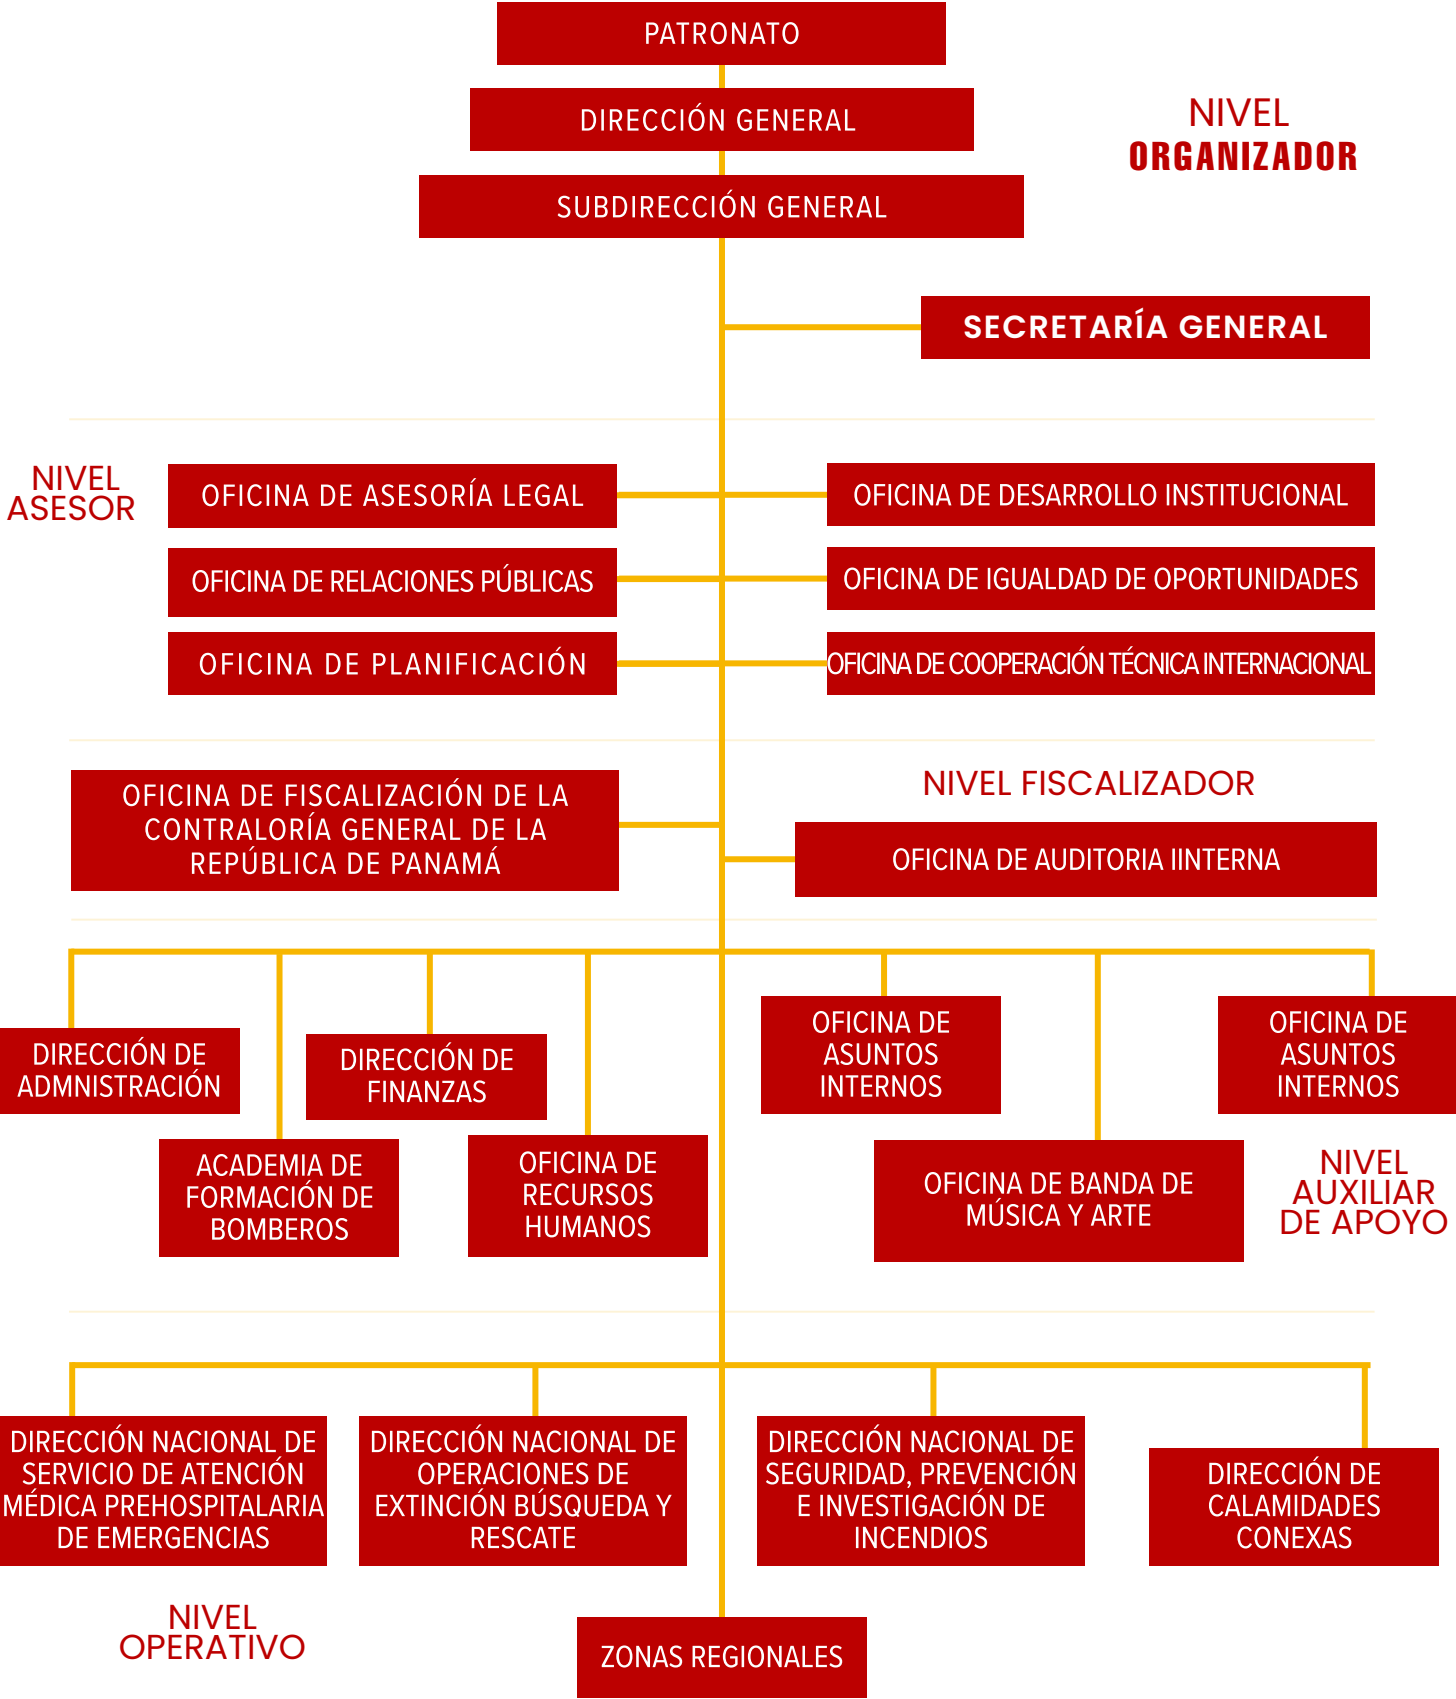 PATRONATO
DIRECCIÓN GENERAL
NIVEL
ORGANIZADOR
SUBDIRECCIÓN GENERAL
SECRETARÍA GENERAL
NIVEL
ASESOR
OFICINA DE ASESORÍA LEGAL
OFICINA DE DESARROLLO INSTITUCIONAL
OFICINA DE RELACIONES PÚBLICAS
OFICINA DE IGUALDAD DE OPORTUNIDADES
OFICINA DE PLANIFICACIÓN
OFICINA DE COOPERACIÓN TÉCNICA INTERNACIONAL
OFICINA DE FISCALIZACIÓN DE LA
CONTRALORÍA GENERAL DE LA
REPÚBLICA DE PANAMÁ
NIVEL FISCALIZADOR
OFICINA DE AUDITORIA IINTERNA
DIRECCIÓN DE
ADMNISTRACIÓN
DIRECCIÓN DE
FINANZAS
OFICINA DE
ASUNTOS
INTERNOS
OFICINA DE
ASUNTOS
INTERNOS
ACADEMIA DE
FORMACIÓN DE
BOMBEROS
OFICINA DE
RECURSOS
HUMANOS
OFICINA DE BANDA DE
MÚSICA Y ARTE
NIVEL
AUXILIAR
DE APOYO
DIRECCIÓN NACIONAL DE
SERVICIO DE ATENCIÓN
MÉDICA PREHOSPITALARIA
DE EMERGENCIAS
DIRECCIÓN NACIONAL DE
OPERACIONES DE
EXTINCIÓN BÚSQUEDA Y
RESCATE
DIRECCIÓN NACIONAL DE
SEGURIDAD, PREVENCIÓN
E INVESTIGACIÓN DE
INCENDIOS
DIRECCIÓN DE
CALAMIDADES
CONEXAS
NIVEL
OPERATIVO
ZONAS REGIONALES